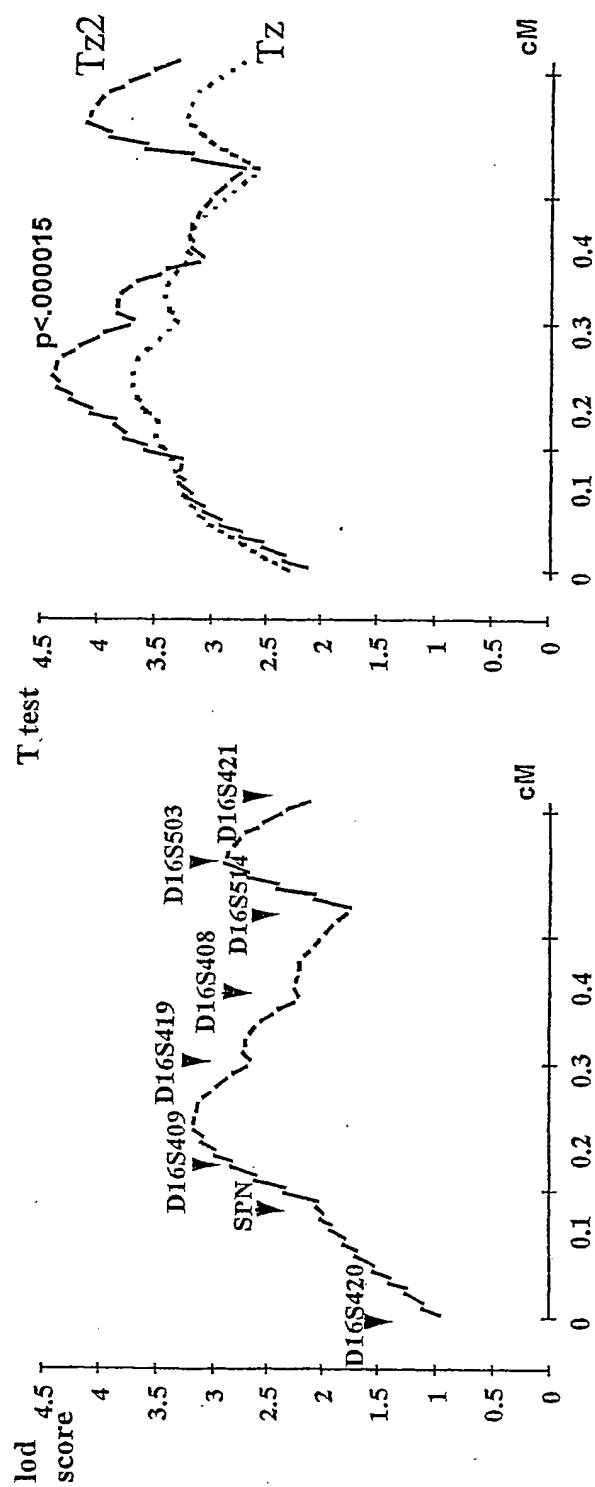 lod
score
4.5
4
3.5
3
2.5
2
1.5
1
0.5
0
D16S420
SPN
D16S409
D16S419
D16S408
D16S514
D16S503
D16S421
0 0.1 0.2 0.3 0.4
cM
T test
4.5
4
3.5
3
2.5
2
1.5
1
0.5
0
p<.000015
Tz2
Tz
0 0.1 0.2 0.3 0.4
cM